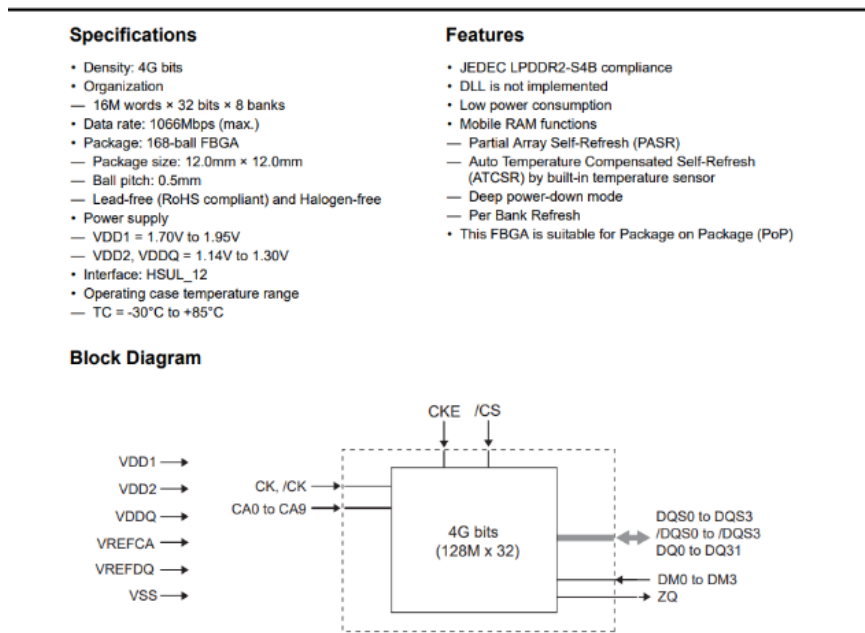 Specifications
• Density: 4G bits
• Organization
— 16M words × 32 bits × 8 banks
• Data rate: 1066Mbps (max.)
• Package: 168-ball FBGA
— Package size: 12.0mm × 12.0mm
— Ball pitch: 0.5mm
— Lead-free (RoHS compliant) and Halogen-free
• Power supply
— VDD1 = 1.70V to 1.95V
— VDD2, VDDQ = 1.14V to 1.30V
• Interface: HSUL_12
• Operating case temperature range
— TC = -30°C to +85°C
Features
• JEDEC LPDDR2-S4B compliance
• DLL is not implemented
• Low power consumption
• Mobile RAM functions
— Partial Array Self-Refresh (PASR)
— Auto Temperature Compensated Self-Refresh
(ATCSR) by built-in temperature sensor
— Deep power-down mode
— Per Bank Refresh
• This FBGA is suitable for Package on Package (PoP)
Block Diagram
CKE /CS
VDD1
VDD2
VDDQ
VREFCA
VREFDQ
VSS
CK, /CK
CA0 to CA9
4G bits
(128M x 32)
DQS0 to DQS3
/DQS0 to /DQS3
DQ0 to DQ31
DM0 to DM3
ZQ